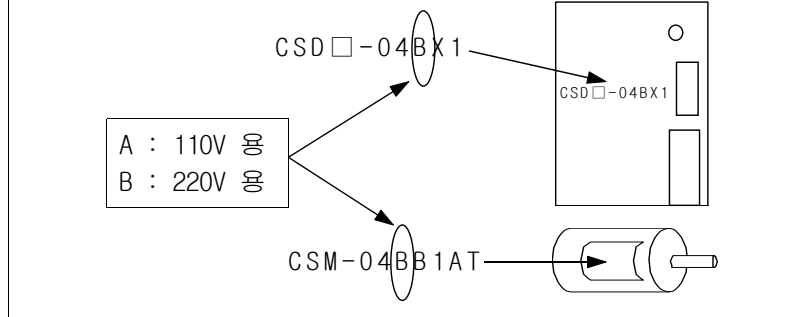 CSD□-04BX1
CSD□-04BX1
A : 110V 용
B : 220V 용
CSM-04BB1AT